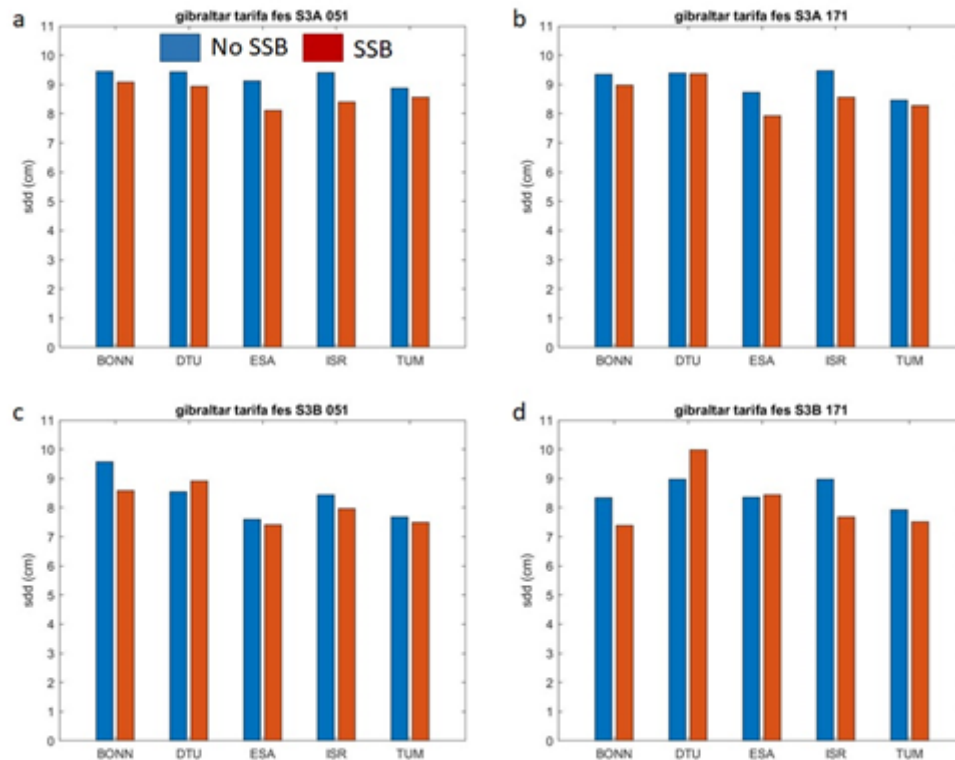 a
gibraltar tarifa fes S3A 051
No SSB SSB
11
10
9
8
7
6
5
4
3
2
1
0
sdd (cm)
BONN DTU ESA ISR TUM
b
gibraltar tarifa fes S3A 171
11
10
9
8
7
6
5
4
3
2
1
0
sdd (cm)
BONN DTU ESA ISR TUM
c
gibraltar tarifa fes S3B 051
11
10
9
8
7
6
5
4
3
2
1
0
sdd (cm)
BONN DTU ESA ISR TUM
d
gibraltar tarifa fes S3B 171
11
10
9
8
7
6
5
4
3
2
1
0
sdd (cm)
BONN DTU ESA ISR TUM